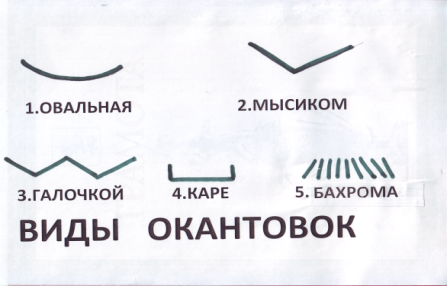 1.ОВАЛЬНАЯ
2.МЫСИКОМ
3.ГАЛОЧКОЙ
4.КАРЕ
5. БАХРОМА
ВИДЫ ОКАНТОВОК